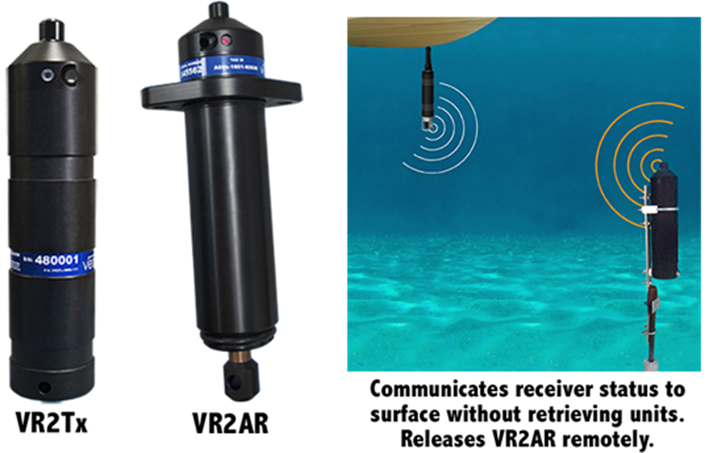 S/N: 480001
VR2Tx
VR2AR
Communicates receiver status to
surface without retrieving units.
Releases VR2AR remotely.